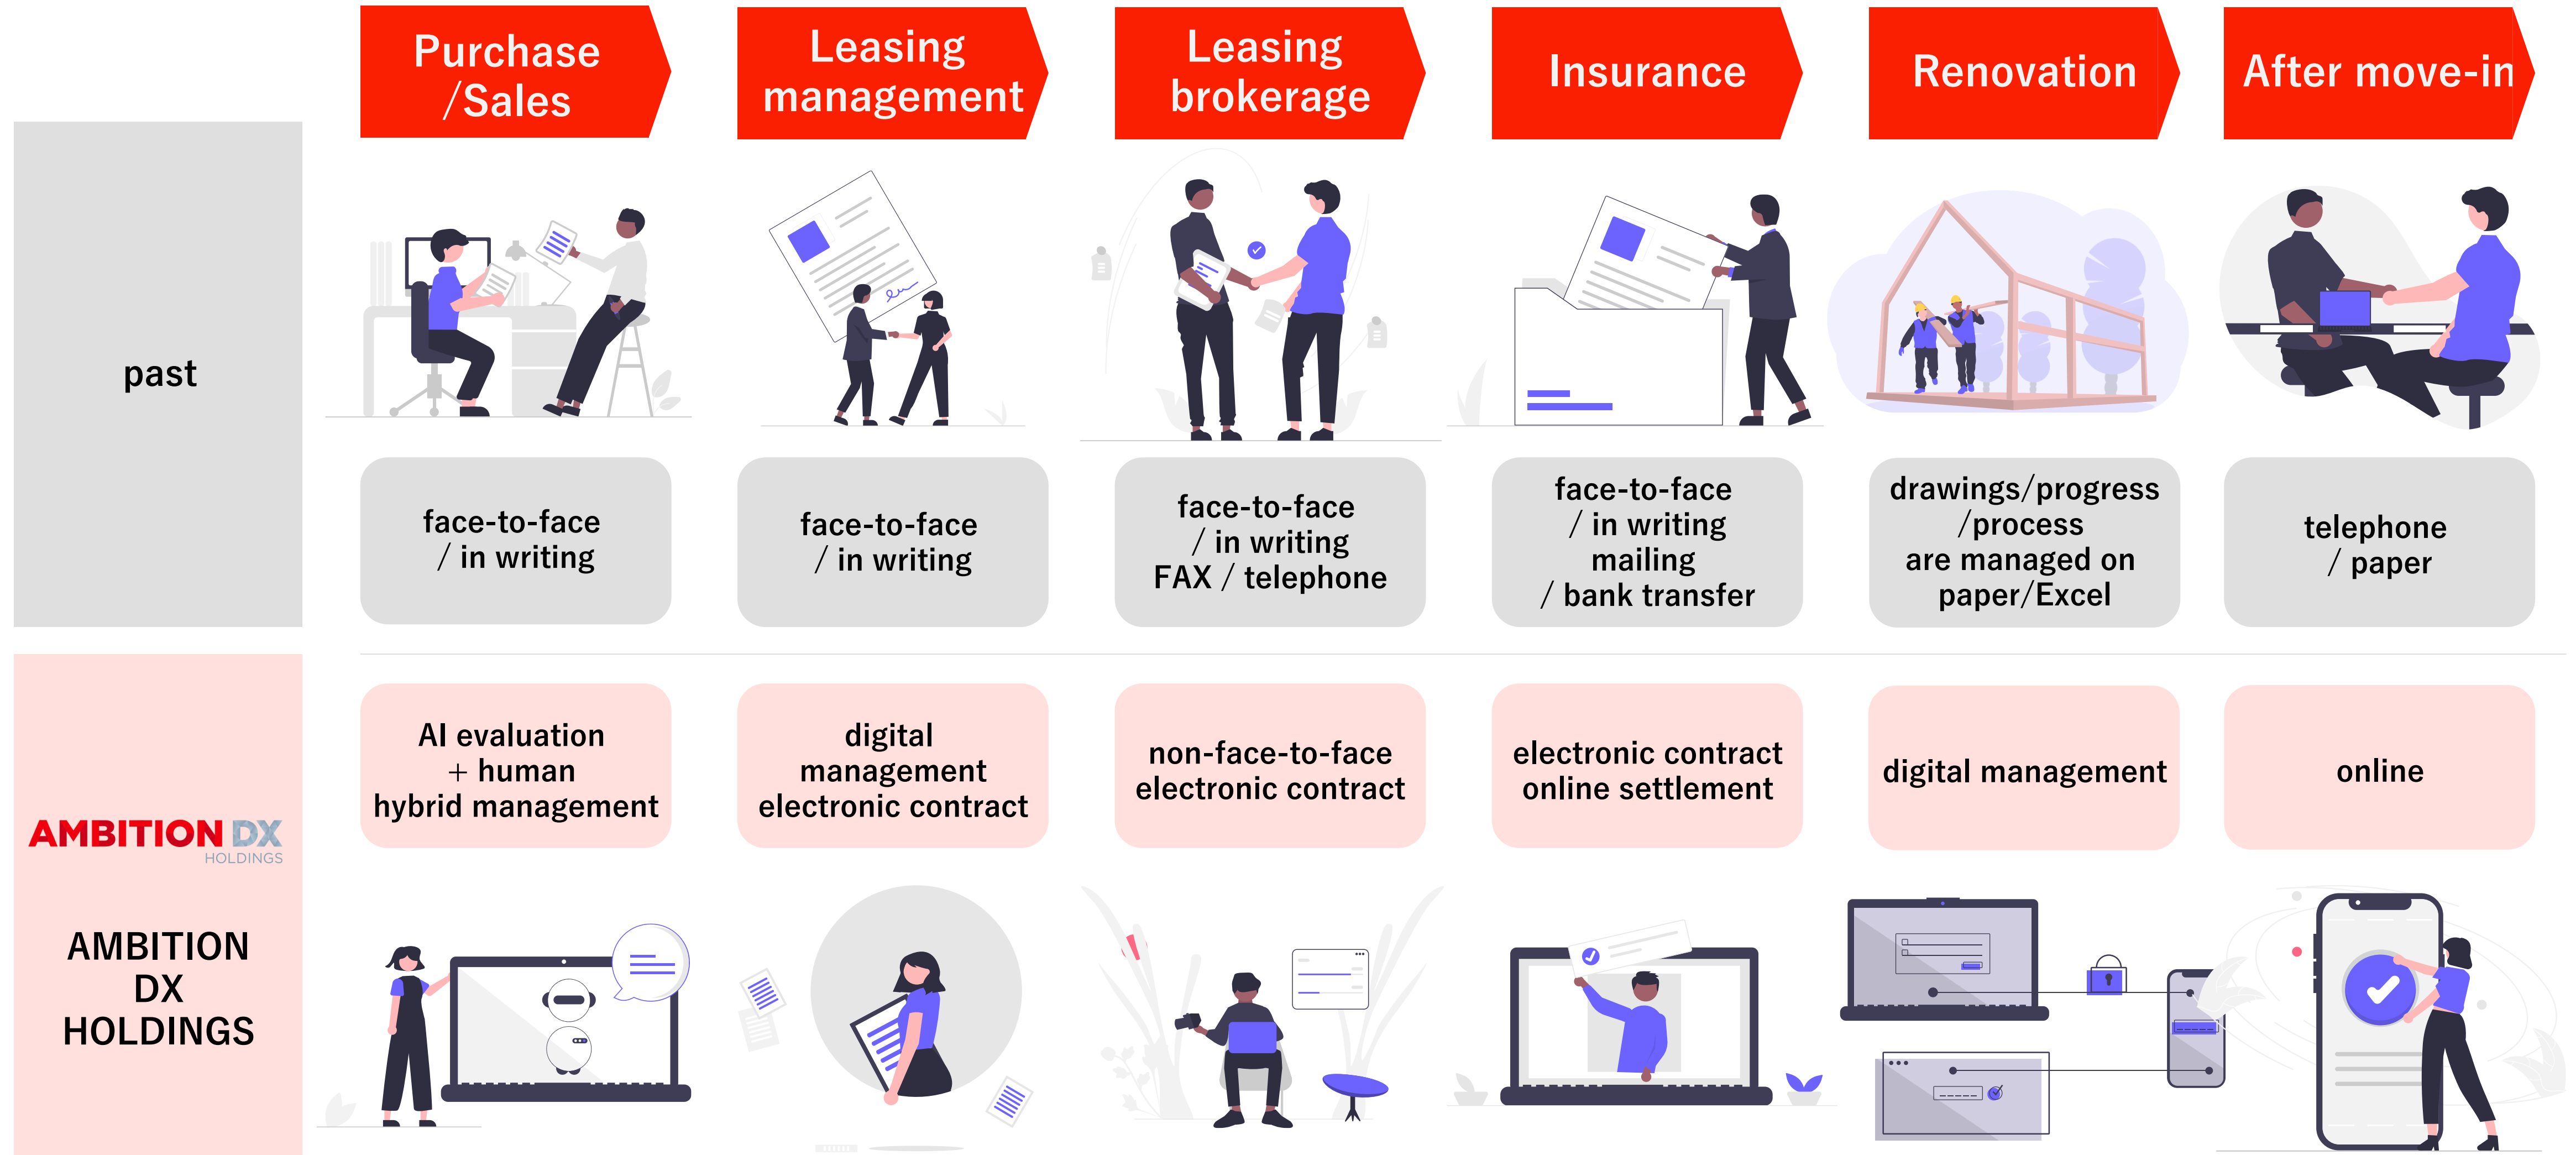 Purchase
/Sales
Leasing
management
Leasing
brokerage
Insurance
Renovation
After move-in
past
face-to-face
/ in writing
face-to-face
/ in writing
face-to-face
/ in writing
FAX / telephone
face-to-face
/ in writing
mailing
/ bank transfer
drawings/progress
/process
are managed on
paper/Excel
telephone
/ paper
AMBITION DX
HOLDINGS
AMBITION
DX
HOLDINGS
AI evaluation
+ human
hybrid management
digital
management
electronic contract
non-face-to-face
electronic contract
electronic contract
online settlement
digital management
online